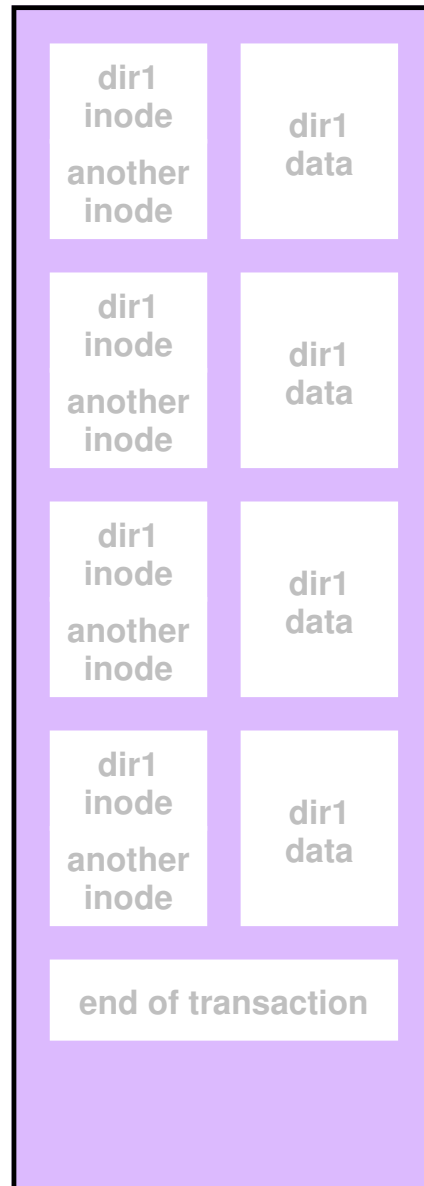 dir1
inode
another
inode
dir1
data
dir1
inode
another
inode
dir1
data
dir1
inode
another
inode
dir1
data
dir1
inode
another
inode
dir1
data
end of transaction